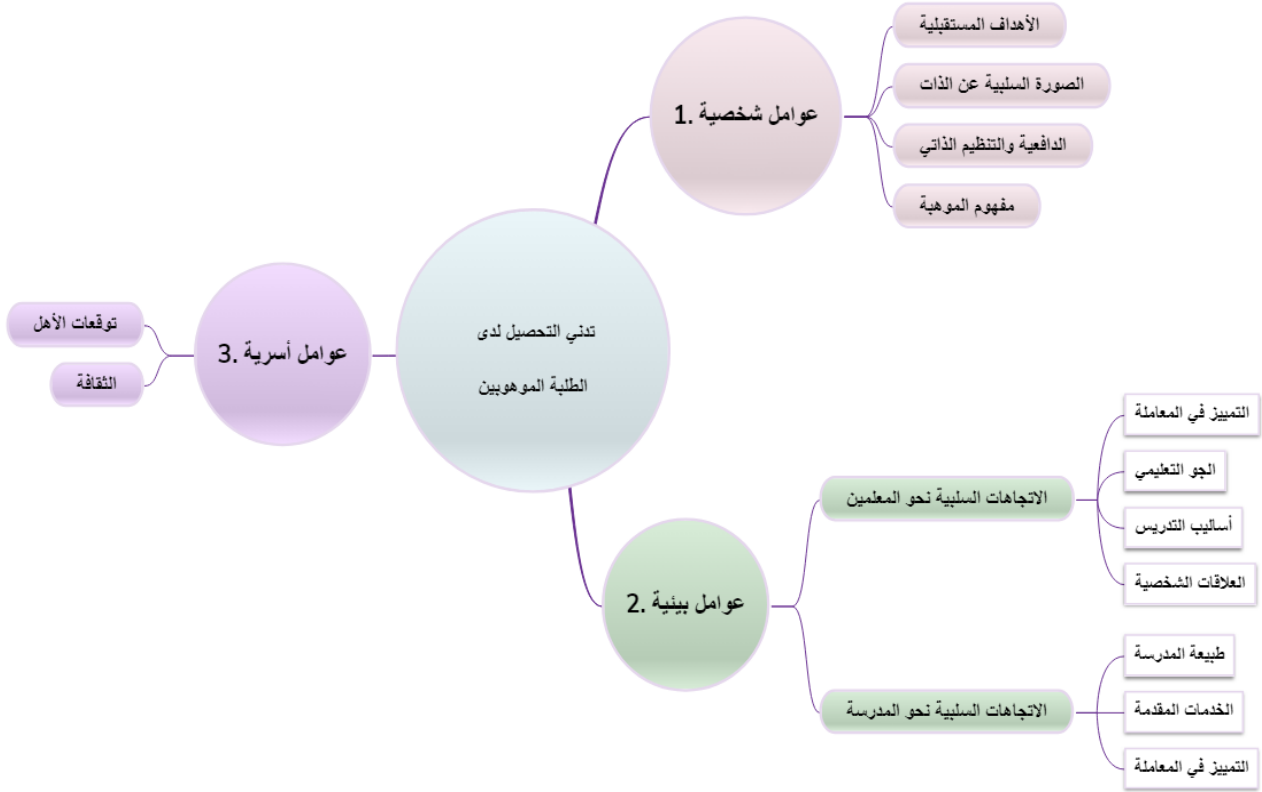 تدني التحصيل لدى
الطلبة الموهوبين
1. عوامل شخصية
الأهداف المستقبلية
الصورة السلبية عن الذات
الدافعية والتنظيم الذاتي
مفهوم الموهبة
2. عوامل بيئية
الاتجاهات السلبية نحو المعلمين
التمييز في المعاملة
الجو التعليمي
أساليب التدريس
العلاقات الشخصية
الاتجاهات السلبية نحو المدرسة
طبيعة المدرسة
الخدمات المقدمة
التمييز في المعاملة
3. عوامل أسرية
توقعات الأهل
الثقافة